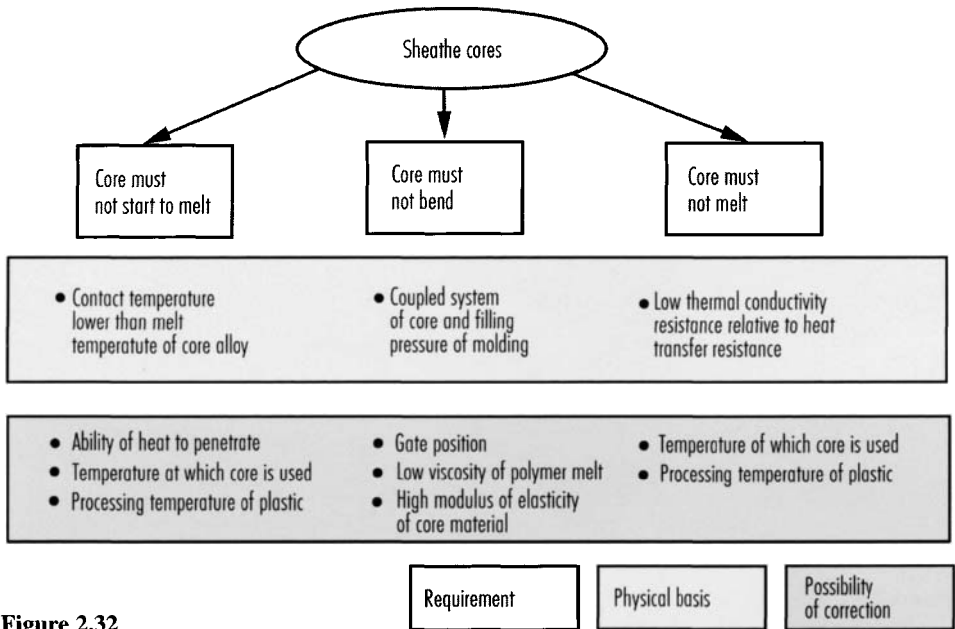 Sheathe cores
Core must
not start to melt
Core must
not bend
Core must
not melt
● Contact temperature
lower than melt
temperatute of core alloy
● Coupled system
of core and filling
pressure of molding
● Low thermal conductivity
resistance relative to heat
transfer resistance
● Ability of heat to penetrate
● Temperature at which core is used
● Processing temperature of plastic
● Gate position
● Low viscosity of polymer melt
● High modulus of elasticity
of core material
● Temperature of which core is used
● Processing temperature of plastic
Requirement
Physical basis
Possibility
of correction
Figure 2.32